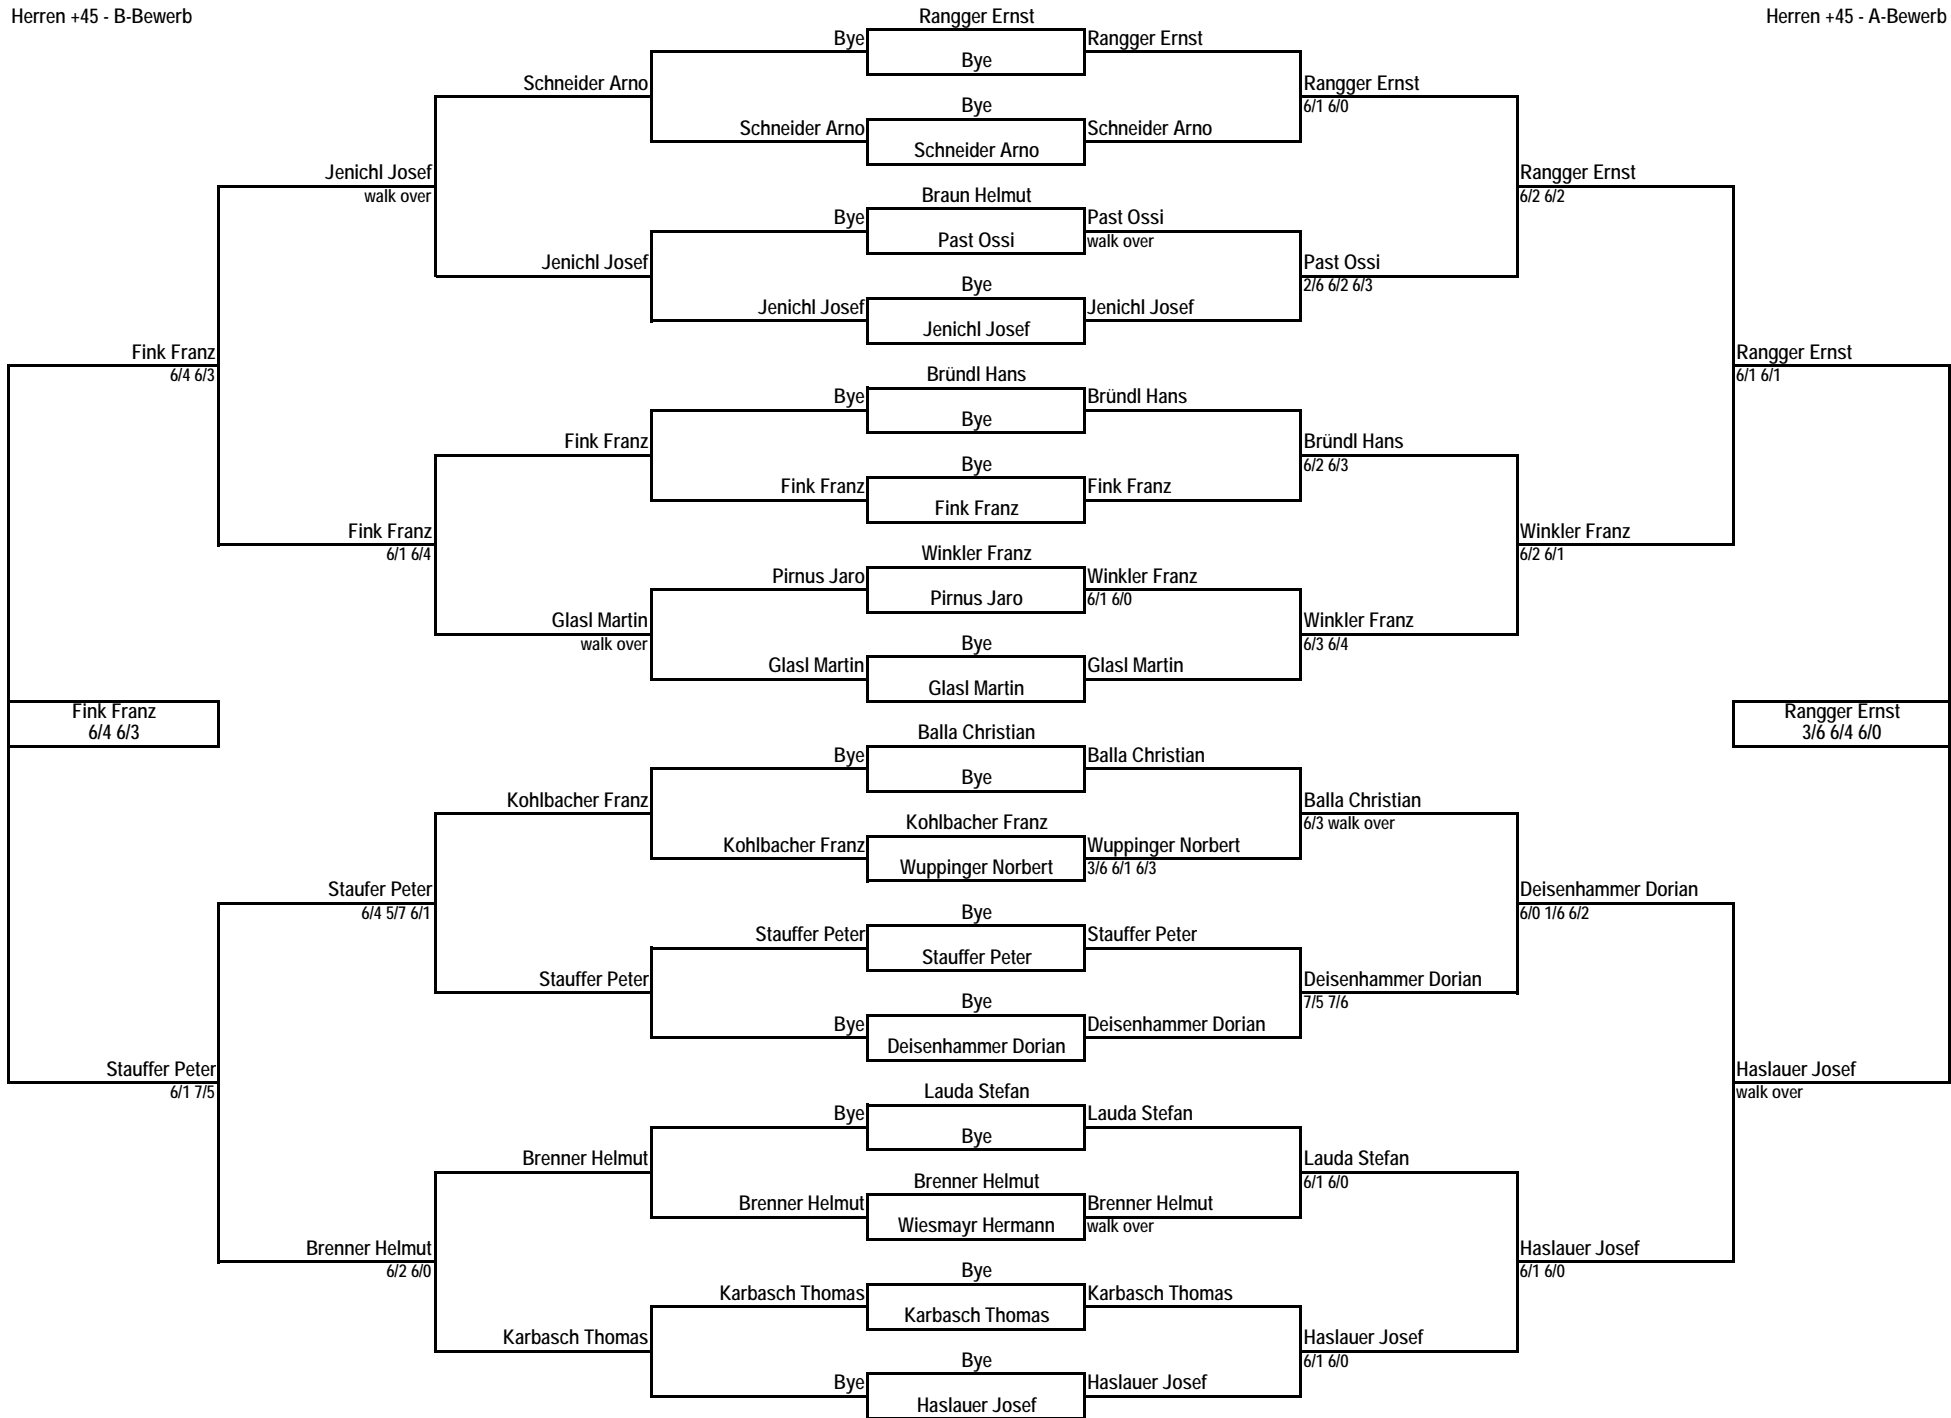 Herren +45 - B-Bewerb
Herren +45 - A-Bewerb
Rangger Ernst
Bye
Rangger Ernst
Bye
Schneider Arno
Rangger Ernst
6/1 6/0
Bye
Schneider Arno
Schneider Arno
Schneider Arno
Jenichl Josef
walk over
Rangger Ernst
6/2 6/2
Braun Helmut
Bye
Past Ossi
Past Ossi
walk over
Jenichl Josef
Past Ossi
2/6 6/2 6/3
Bye
Jenichl Josef
Jenichl Josef
Jenichl Josef
Fink Franz
6/4 6/3
Rangger Ernst
6/1 6/1
Bründl Hans
Bye
Bründl Hans
Bye
Fink Franz
Bründl Hans
6/2 6/3
Bye
Fink Franz
Fink Franz
Fink Franz
Fink Franz
6/1 6/4
Winkler Franz
6/2 6/1
Winkler Franz
Pirnus Jaro
Winkler Franz
Pirnus Jaro
6/1 6/0
Glasl Martin
walk over
Winkler Franz
6/3 6/4
Bye
Glasl Martin
Glasl Martin
Glasl Martin
Fink Franz
6/4 6/3
Rangger Ernst
3/6 6/4 6/0
Balla Christian
Bye
Balla Christian
Bye
Kohlbacher Franz
Balla Christian
6/3 walk over
Kohlbacher Franz
Kohlbacher Franz
Wuppinger Norbert
Wuppinger Norbert
3/6 6/1 6/3
Staufer Peter
6/4 5/7 6/1
Deisenhammer Dorian
6/0 1/6 6/2
Bye
Stauffer Peter
Stauffer Peter
Stauffer Peter
Stauffer Peter
Deisenhammer Dorian
7/5 7/6
Bye
Bye
Deisenhammer Dorian
Deisenhammer Dorian
Stauffer Peter
6/1 7/5
Haslauer Josef
walk over
Lauda Stefan
Bye
Lauda Stefan
Bye
Brenner Helmut
Lauda Stefan
6/1 6/0
Brenner Helmut
Brenner Helmut
Brenner Helmut
Wiesmayr Hermann
walk over
Brenner Helmut
6/2 6/0
Haslauer Josef
6/1 6/0
Bye
Karbasch Thomas
Karbasch Thomas
Karbasch Thomas
Karbasch Thomas
Haslauer Josef
6/1 6/0
Bye
Bye
Haslauer Josef
Haslauer Josef